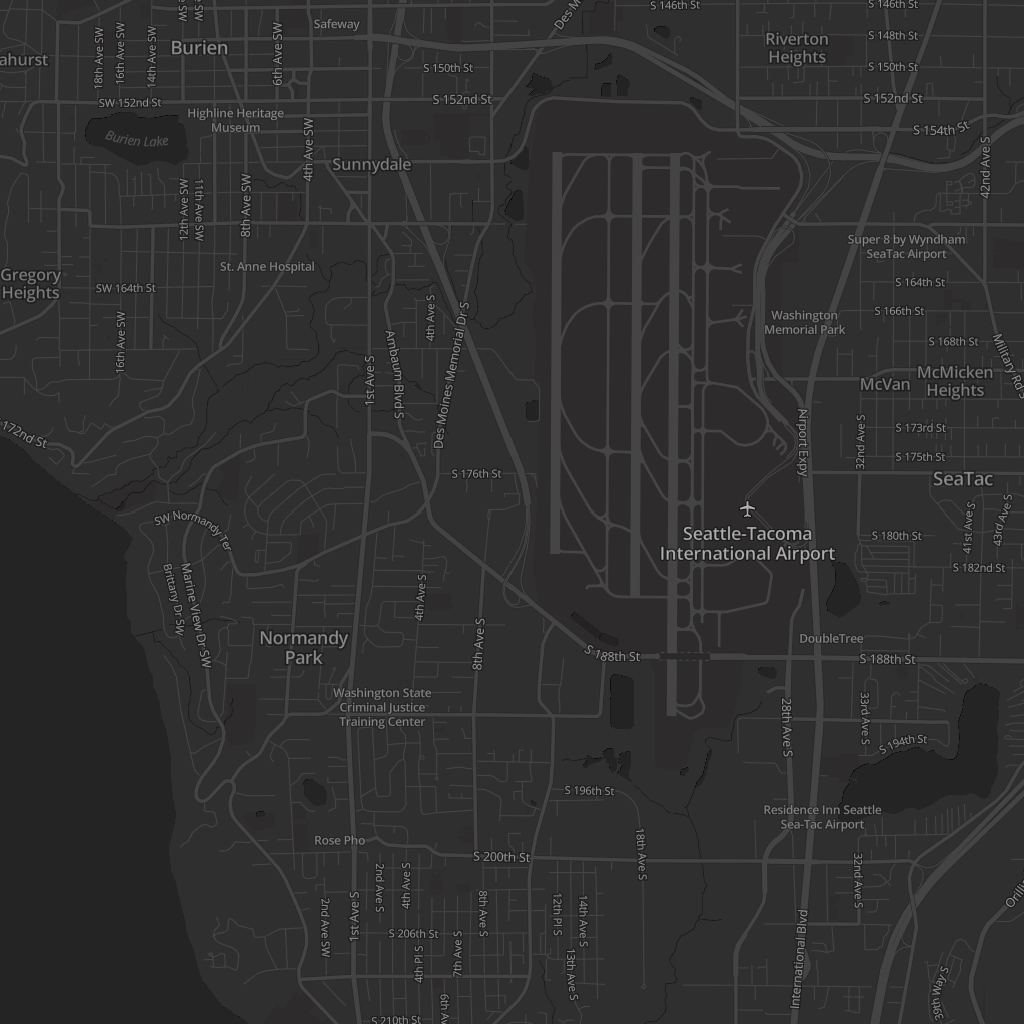 S 146th St
S 146th St
Des M
SW
SW
Safeway
Burien
18th Ave SW
16th Ave SW
14th Ave SW
6th Ave SW
Riverton
Heights
S 148th St
ahurst
S 150th St
S 150th St
SW 152nd St
S 152nd St
S 152nd St
Highline Heritage
Museum
S 154th St
Burien Lake
4th Ave SW
Sunnydale
42nd Ave S
12th Ave SW
11th Ave SW
8th Ave SW
Super 8 by Wyndham
SeaTac Airport
Gregory
Heights
St. Anne Hospital
SW 164th St
S 164th St
4th Ave S
S 166th St
Washington
Memorial Park
16th Ave SW
Des Moines Memorial Dr S
S 168th St
Military Rd S
Ambaum Blvd S
1st Ave S
McVan
McMicken
Heights
172nd St
Airport Expy
32nd Ave S
S 173rd St
S 175th St
S 176th St
SeaTac
SW Normandy Ter
41st Ave S
43rd Ave S
Seattle-Tacoma
International Airport
S 180th St
S 182nd St
Brittany Dr SW
Marine View Dr SW
4th Ave S
8th Ave S
Normandy
Park
DoubleTree
S 188th St
S 188th St
Washington State
Criminal Justice
Training Center
28th Ave S
33rd Ave S
S 194th St
S 196th St
Residence Inn Seattle
Sea-Tac Airport
Rose Pho
18th Ave S
S 200th St
32nd Ave S
2nd Ave S
4th Ave S
2nd Ave SW
1st Ave S
8th Ave S
12th Pl S
14th Ave S
Orilli
S 206th St
4th Pl S
7th Ave S
13th Ave S
International Blvd
39th Way S
6th
S 210th St